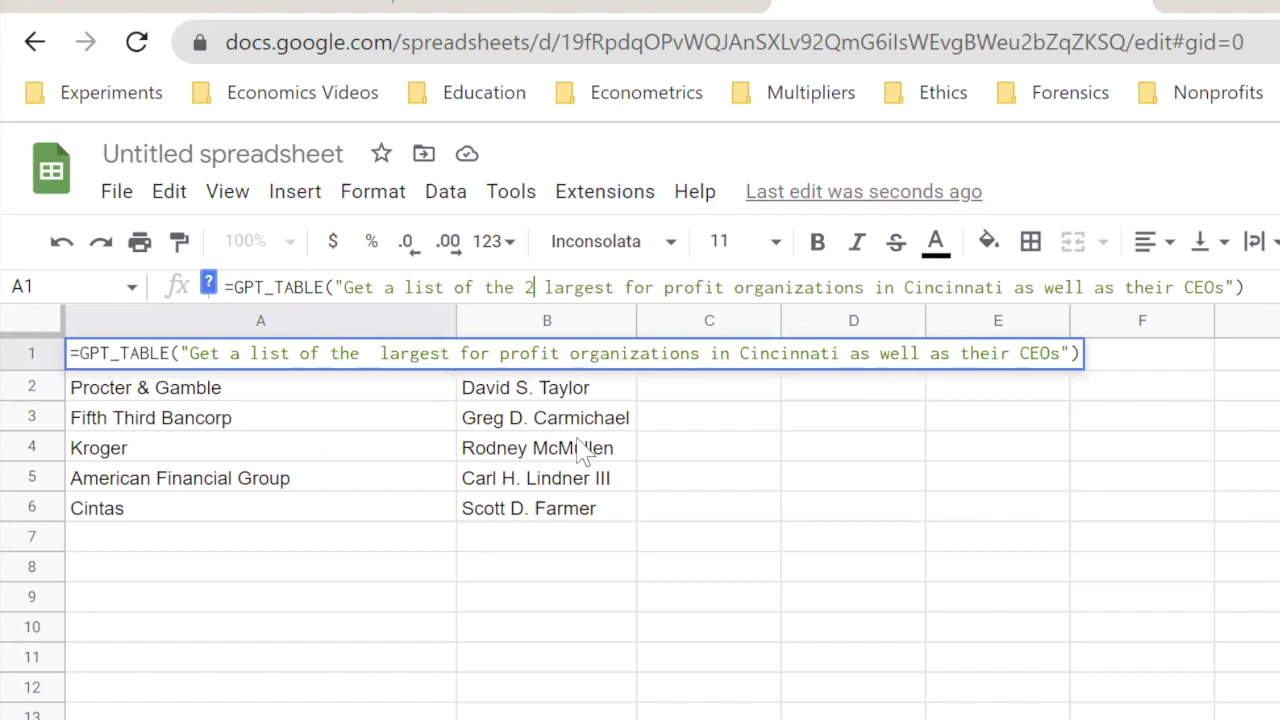 docs.google.com/spreadsheets/d/19fRpdqOPvWQJAnSXLv92QmG6iIsWEvgBWeu2bZqZKSQ/edit#gid=0
Experiments Economics Videos Education Econometrics Multipliers Ethics Forensics Nonprofits
Untitled spreadsheet
File Edit View Insert Format Data Tools Extensions Help Last edit was seconds ago
100% $ % .0 .00 123 Inconsolata 11 B I S A
A1 fx ? =GPT_TABLE("Get a list of the 2 largest for profit organizations in Cincinnati as well as their CEOs")
A B C D E F
1 =GPT_TABLE("Get a list of the largest for profit organizations in Cincinnati as well as their CEOs")
2 Procter & Gamble David S. Taylor
3 Fifth Third Bancorp Greg D. Carmichael
4 Kroger Rodney McMullen
5 American Financial Group Carl H. Lindner III
6 Cintas Scott D. Farmer
7
8
9
10
11
12
13